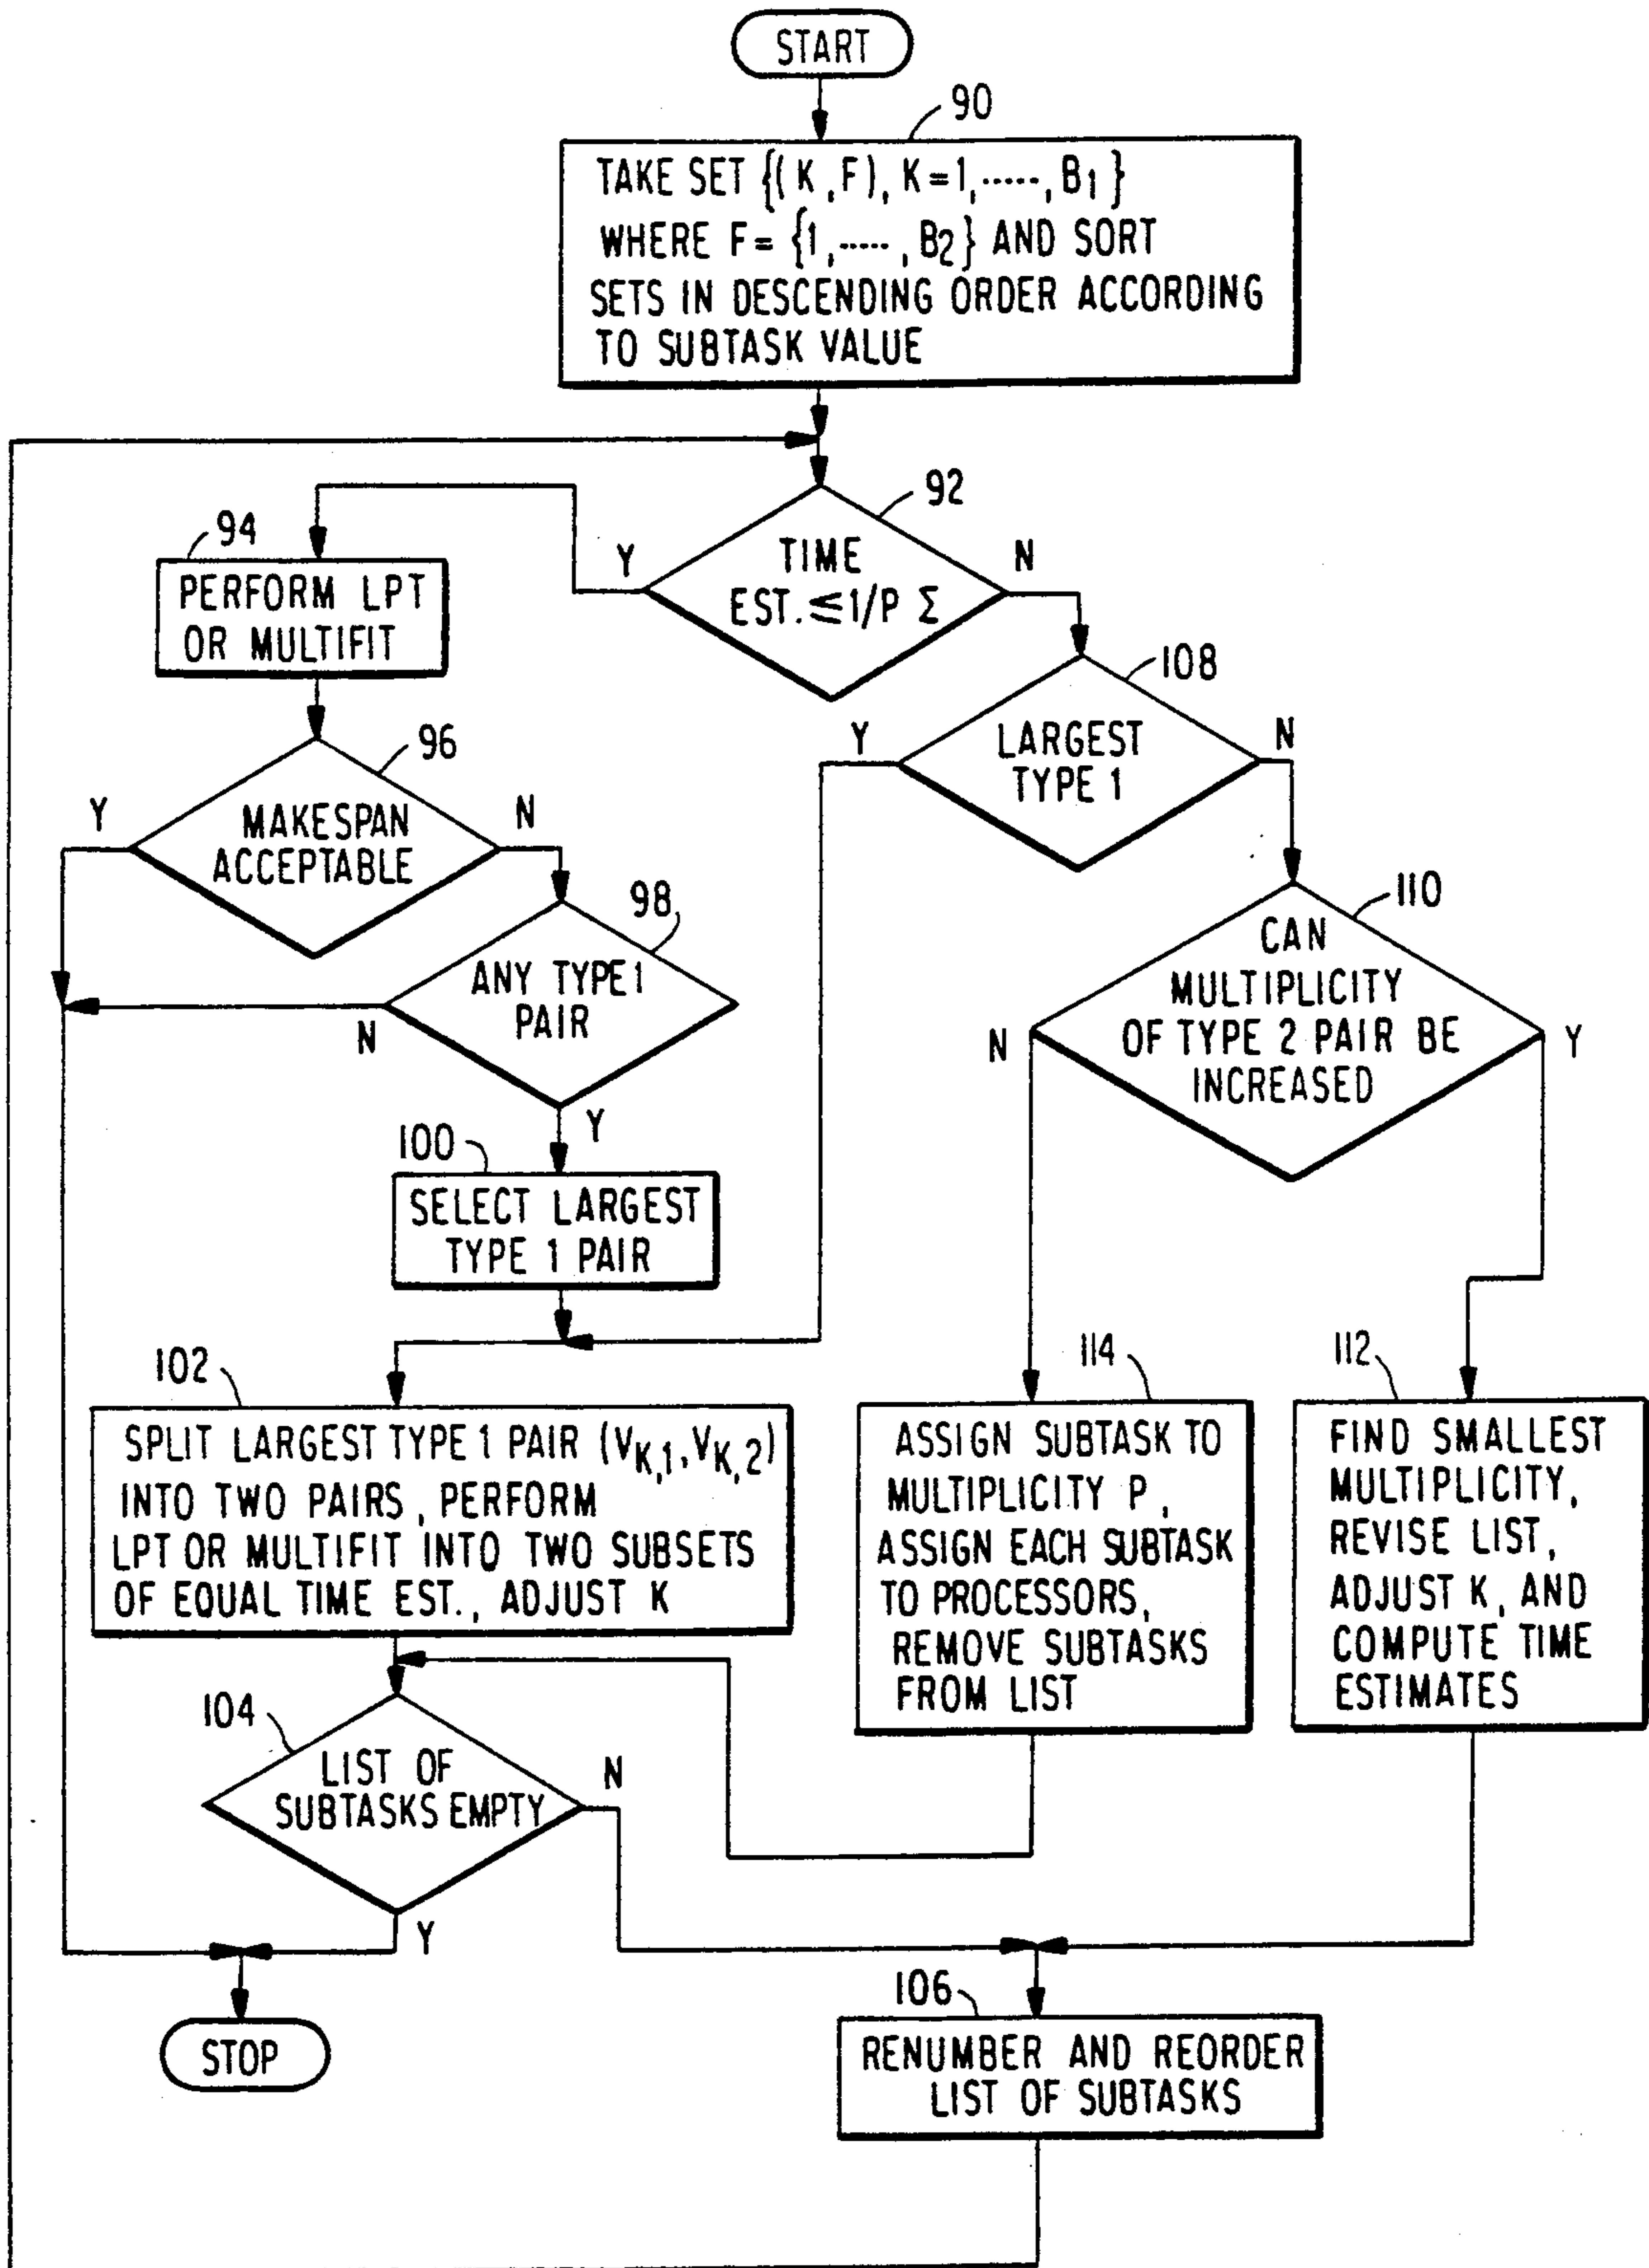 START
90
TAKE SET {(K,F), K=1,-----,B1}
WHERE F= {1,-----,B2} AND SORT
SETS IN DESCENDING ORDER ACCORDING
TO SUBTASK VALUE
92
TIME
EST. ≤ 1/P Σ
Y
N
94
PERFORM LPT
OR MULTIFIT
108
LARGEST
TYPE 1
Y
N
96
MAKESPAN
ACCEPTABLE
Y
N
98
ANY TYPE 1
PAIR
N
Y
110
CAN
MULTIPLICITY
OF TYPE 2 PAIR BE
INCREASED
N
Y
100
SELECT LARGEST
TYPE 1 PAIR
102
SPLIT LARGEST TYPE 1 PAIR (VK,1,VK,2)
INTO TWO PAIRS, PERFORM
LPT OR MULTIFIT INTO TWO SUBSETS
OF EQUAL TIME EST., ADJUST K
114
ASSIGN SUBTASK TO
MULTIPLICITY P,
ASSIGN EACH SUBTASK
TO PROCESSORS,
REMOVE SUBTASKS
FROM LIST
112
FIND SMALLEST
MULTIPLICITY,
REVISE LIST,
ADJUST K, AND
COMPUTE TIME
ESTIMATES
104
LIST OF
SUBTASKS EMPTY
N
Y
STOP
106
RENUMBER AND REORDER
LIST OF SUBTASKS